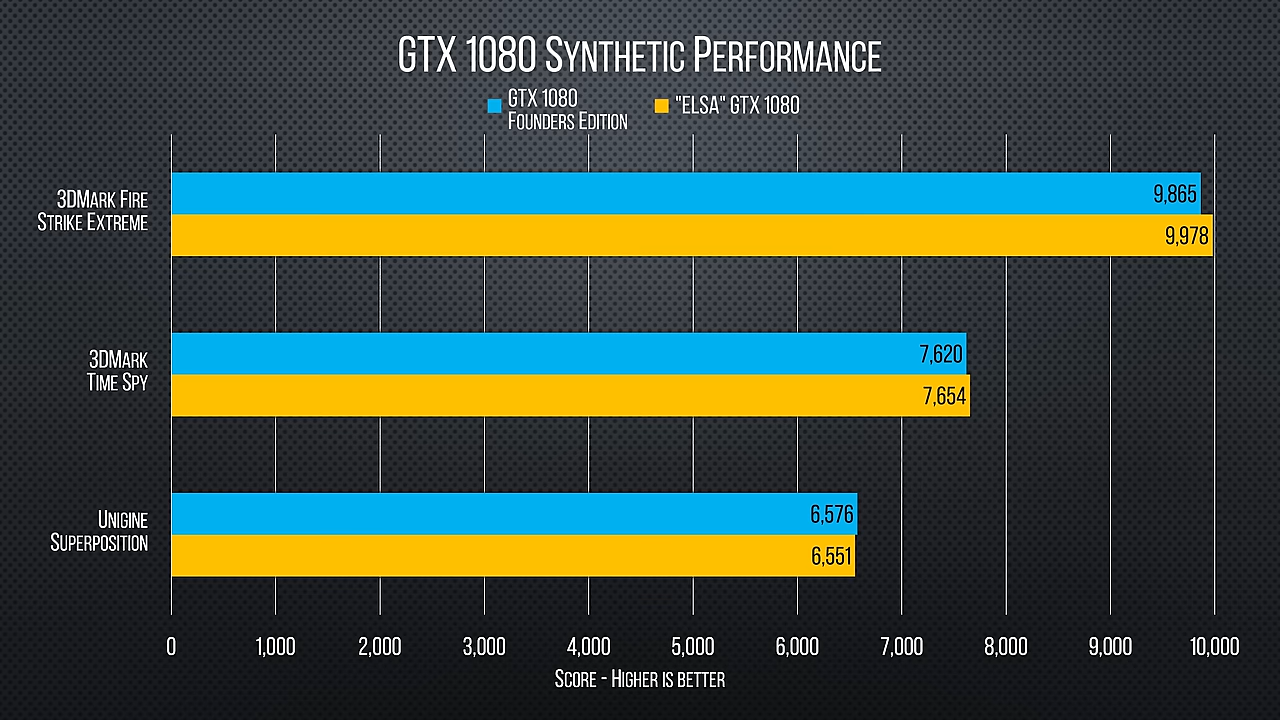 GTX 1080 Synthetic Performance
GTX 1080
Founders Edition
"ELSA" GTX 1080
3DMark Fire
Strike Extreme
9,865
9,978
3DMark
Time Spy
7,620
7,654
Unigine
Superposition
6,576
6,551
0 1,000 2,000 3,000 4,000 5,000 6,000 7,000 8,000 9,000 10,000
Score - Higher is better